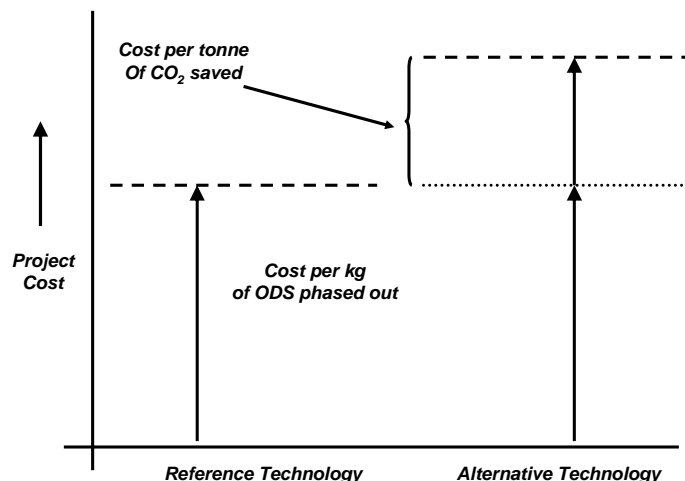 Cost per tonne
Of CO₂ saved
Project
Cost
Cost per kg
of ODS phased out
Reference Technology
Alternative Technology